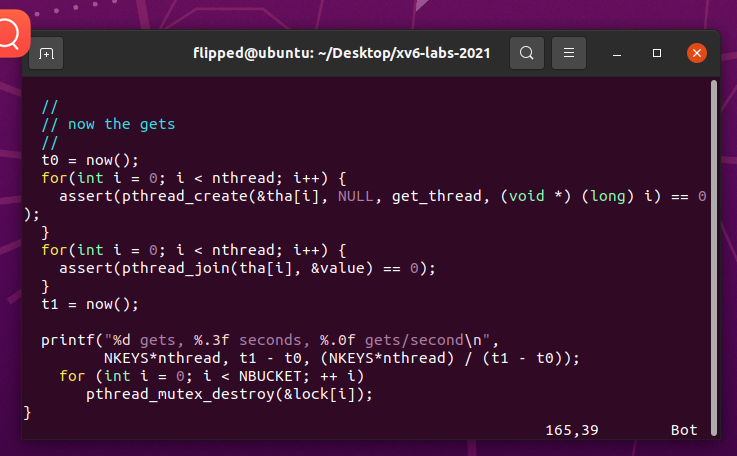 flipped@ubuntu: ~/Desktop/xv6-labs-2021
  //
  // now the gets
  //
  t0 = now();
  for(int i = 0; i < nthread; i++) {
    assert(pthread_create(&tha[i], NULL, get_thread, (void *) (long) i) == 0
);
  }
  for(int i = 0; i < nthread; i++) {
    assert(pthread_join(tha[i], &value) == 0);
  }
  t1 = now();
  printf("%d gets, %.3f seconds, %.0f gets/second\n",
         NKEYS*nthread, t1 - t0, (NKEYS*nthread) / (t1 - t0));
    for (int i = 0; i < NBUCKET; ++ i)
       pthread_mutex_destroy(&lock[i]);
}
165,39 Bot